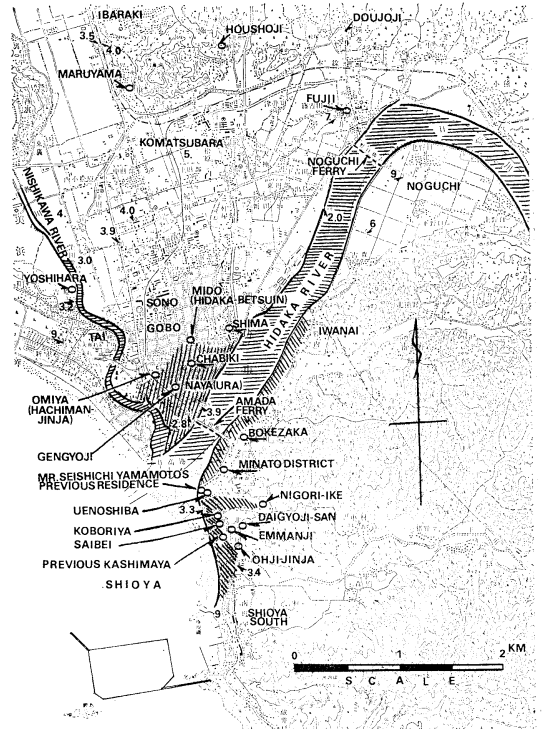 IBARAKI
DOUJOJI
HOUSHOJI
3.5
4.0
MARUYAMA
FUJII
7
KOMATSUBARA
5.
NOGUCHI
FERRY
9
NOGUCHI
NISHIKAWA RIVER
4.
4.0
3.9
2.0
6
3.0
YOSHIHARA
3.2
MIDO
(HIDAKA-BETSUIN)
HIDAKA RIVER
SONO
GOBO
SHIMA
IWANAI
9
TAI
CHABIKI
OMIYA
(HACHIMAN-
JINJA)
NAYA(URA)
3.9
AMADA
FERRY
2.8
GENGYOJI
BOKEZAKA
MINATO DISTRICT
MR.SEISHICHI YAMAMOTOS
PREVIOUS RESIDENCE
NIGORI-IKE
UENOSHIBA
3.3
DAIGYOJI-SAN
KOBORIYA
EMMANJI
SAIBEI
PREVIOUS KASHIMAYA
OHJI-JINJA
SHIOYA
3.4
9
SHIOYA
SOUTH
0 1 2 KM
SCALE